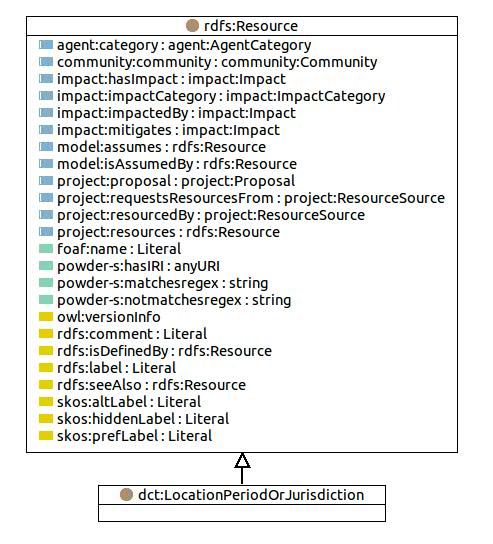 rdfs:Resource
agent:category : agent:AgentCategory
community:community : community:Community
impact:hasImpact : impact:Impact
impact:impactCategory : impact:ImpactCategory
impact:impactedBy : impact:Impact
impact:mitigates : impact:Impact
model:assumes : rdfs:Resource
model:isAssumedBy : rdfs:Resource
project:proposal : project:Proposal
project:requestsResourcesFrom : project:ResourceSource
project:resourcedBy : project:ResourceSource
project:resources : rdfs:Resource
foaf:name : Literal
powder-s:hasIRI : anyURI
powder-s:matchesregex : string
powder-s:notmatchesregex : string
owl:versionInfo
rdfs:comment : Literal
rdfs:isDefinedBy : rdfs:Resource
rdfs:label : Literal
rdfs:seeAlso : rdfs:Resource
skos:altLabel : Literal
skos:hiddenLabel : Literal
skos:prefLabel : Literal
dct:LocationPeriodOrJurisdiction